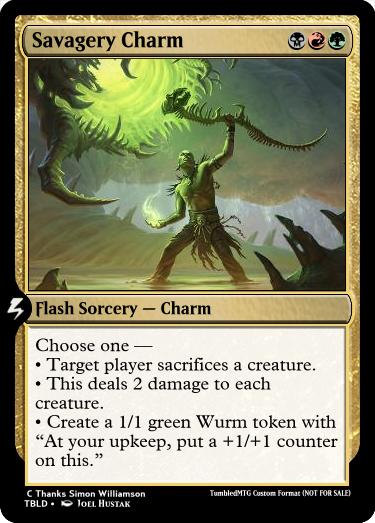 Savagery Charm
Flash Sorcery — Charm
Choose one —
• Target player sacrifices a creature.
• This deals 2 damage to each
creature.
• Create a 1/1 green Wurm token with
“At your upkeep, put a +1/+1 counter
on this.”
C Thanks Simon Williamson
TBLD • Joel Hustak
TumbledMTG Custom Format (NOT FOR SALE)